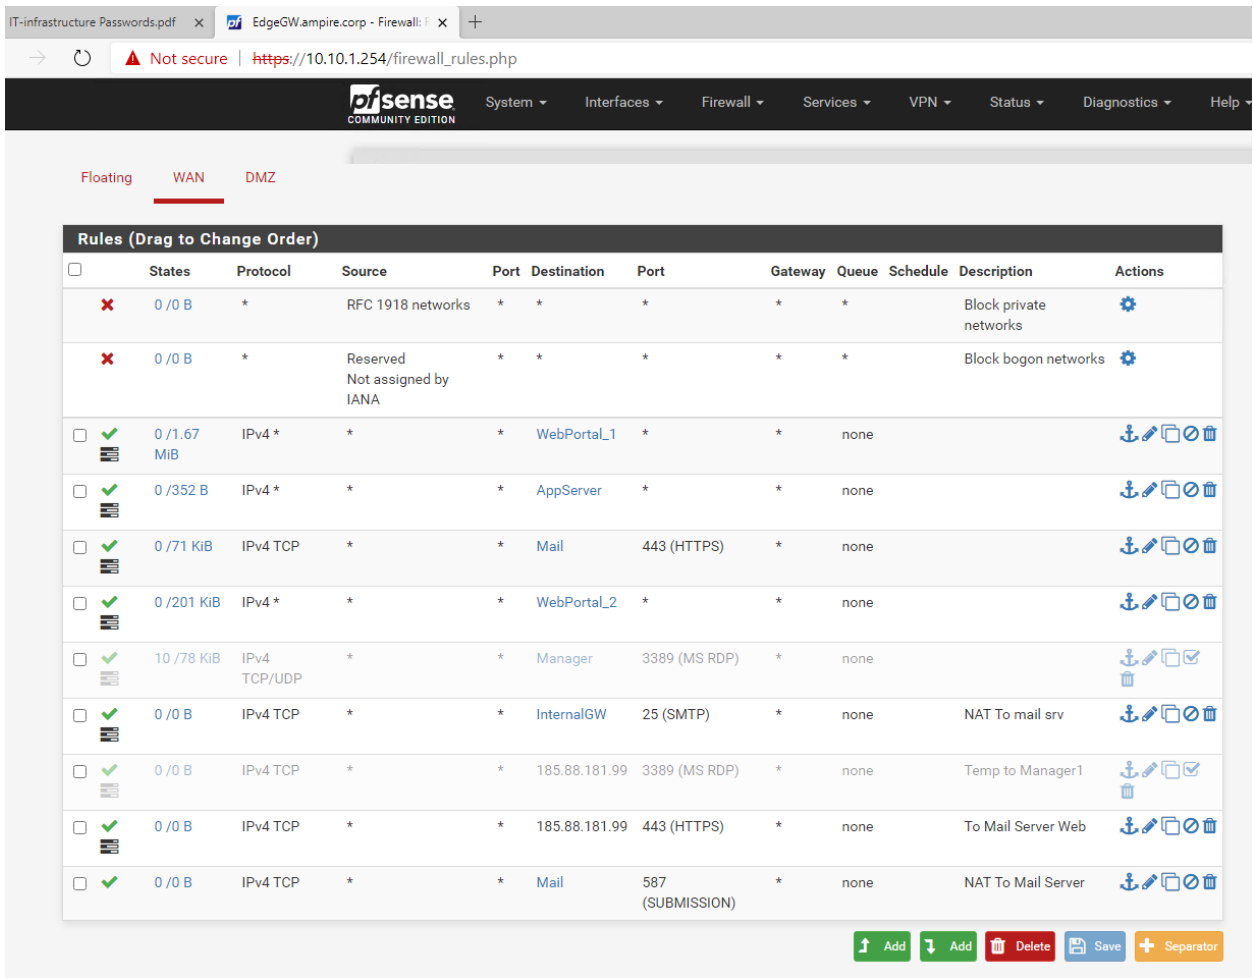 IT-infrastructure Passwords.pdf
EdgeGW.ampire.corp - Firewall:
Not secure https://10.10.1.254/firewall_rules.php
pfsense
COMMUNITY EDITION
System Interfaces Firewall Services VPN Status Diagnostics Help
Floating WAN DMZ
Rules (Drag to Change Order)
States Protocol Source Port Destination Port Gateway Queue Schedule Description Actions
0 /0 B * RFC 1918 networks * * * * * Block private
networks
0 /0 B * Reserved * * * * * Block bogon networks
Not assigned by
IANA
0 /1.67 IPv4 * * * WebPortal_1 * * none
MiB
0 /352 B IPv4 * * * AppServer * * none
0 /71 KiB IPv4 TCP * * Mail 443 (HTTPS) * none
0 /201 KiB IPv4 * * * WebPortal_2 * * none
10 /78 KiB IPv4 * * Manager 3389 (MS RDP) * none
TCP/UDP
0 /0 B IPv4 TCP * * InternalGW 25 (SMTP) * none NAT To mail srv
0 /0 B IPv4 TCP * * 185.88.181.99 3389 (MS RDP) * none Temp to Manager1
0 /0 B IPv4 TCP * * 185.88.181.99 443 (HTTPS) * none To Mail Server Web
0 /0 B IPv4 TCP * * Mail 587 * none NAT To Mail Server
(SUBMISSION)
Add Add Delete Save Separator